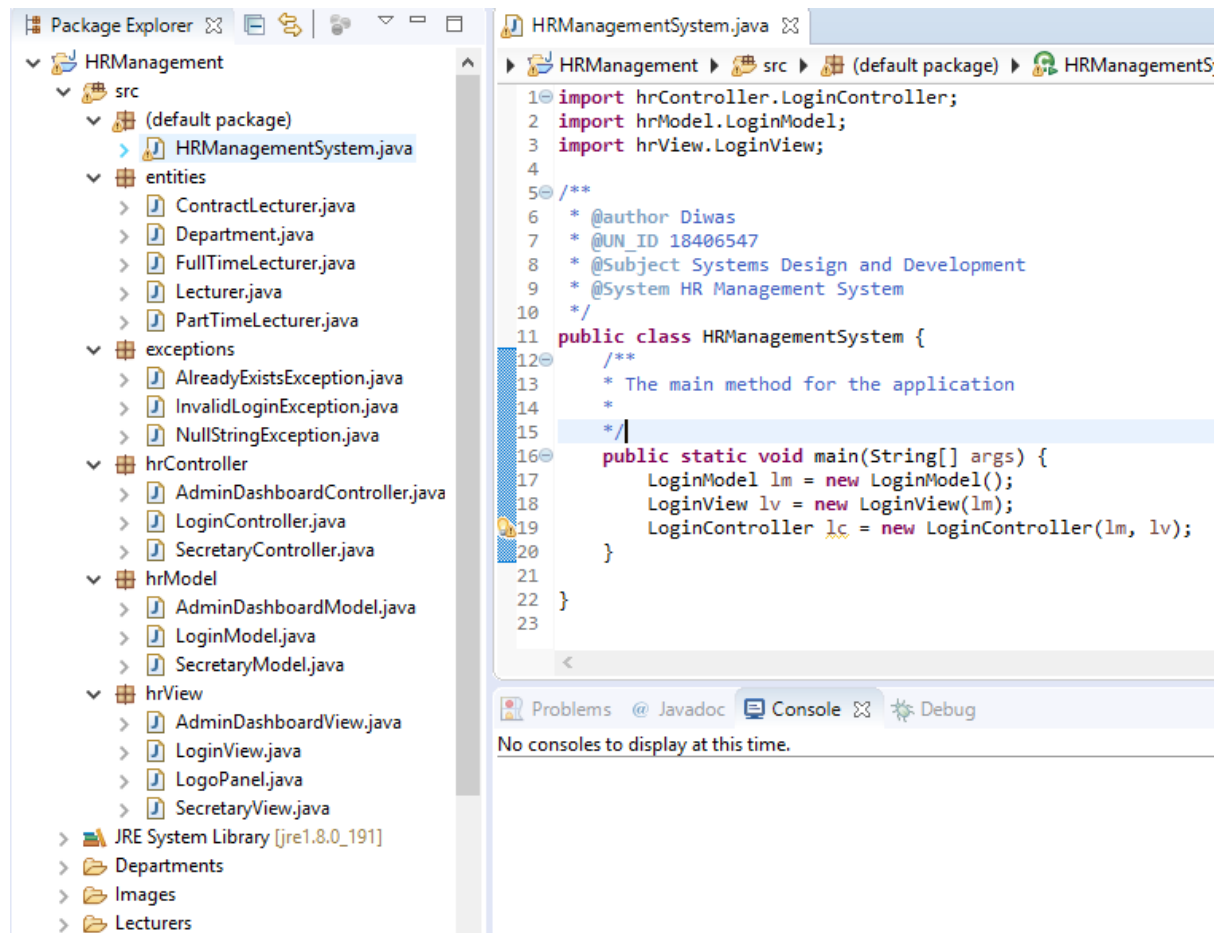 Package Explorer
HRManagement
src
(default package)
HRManagementSystem.java
entities
ContractLecturer.java
Department.java
FullTimeLecturer.java
Lecturer.java
PartTimeLecturer.java
exceptions
AlreadyExistsException.java
InvalidLoginException.java
NullStringException.java
hrController
AdminDashboardController.java
LoginController.java
SecretaryController.java
hrModel
AdminDashboardModel.java
LoginModel.java
SecretaryModel.java
hrView
AdminDashboardView.java
LoginView.java
LogoPanel.java
SecretaryView.java
JRE System Library [jre1.8.0_191]
Departments
Images
Lecturers
HRManagementSystem.java
HRManagement src (default package) HRManagementSy
1 import hrController.LoginController;
2 import hrModel.LoginModel;
3 import hrView.LoginView;
4
5 /**
6 * @author Diwas
7 * @UN_ID 18406547
8 * @Subject Systems Design and Development
9 * @System HR Management System
10 */
11 public class HRManagementSystem {
12 /**
13 * The main method for the application
14 *
15 */
16 public static void main(String[] args) {
17 LoginModel lm = new LoginModel();
18 LoginView lv = new LoginView(lm);
19 LoginController lc = new LoginController(lm, lv);
20 }
21
22 }
23
Problems @ Javadoc Console Debug
No consoles to display at this time.